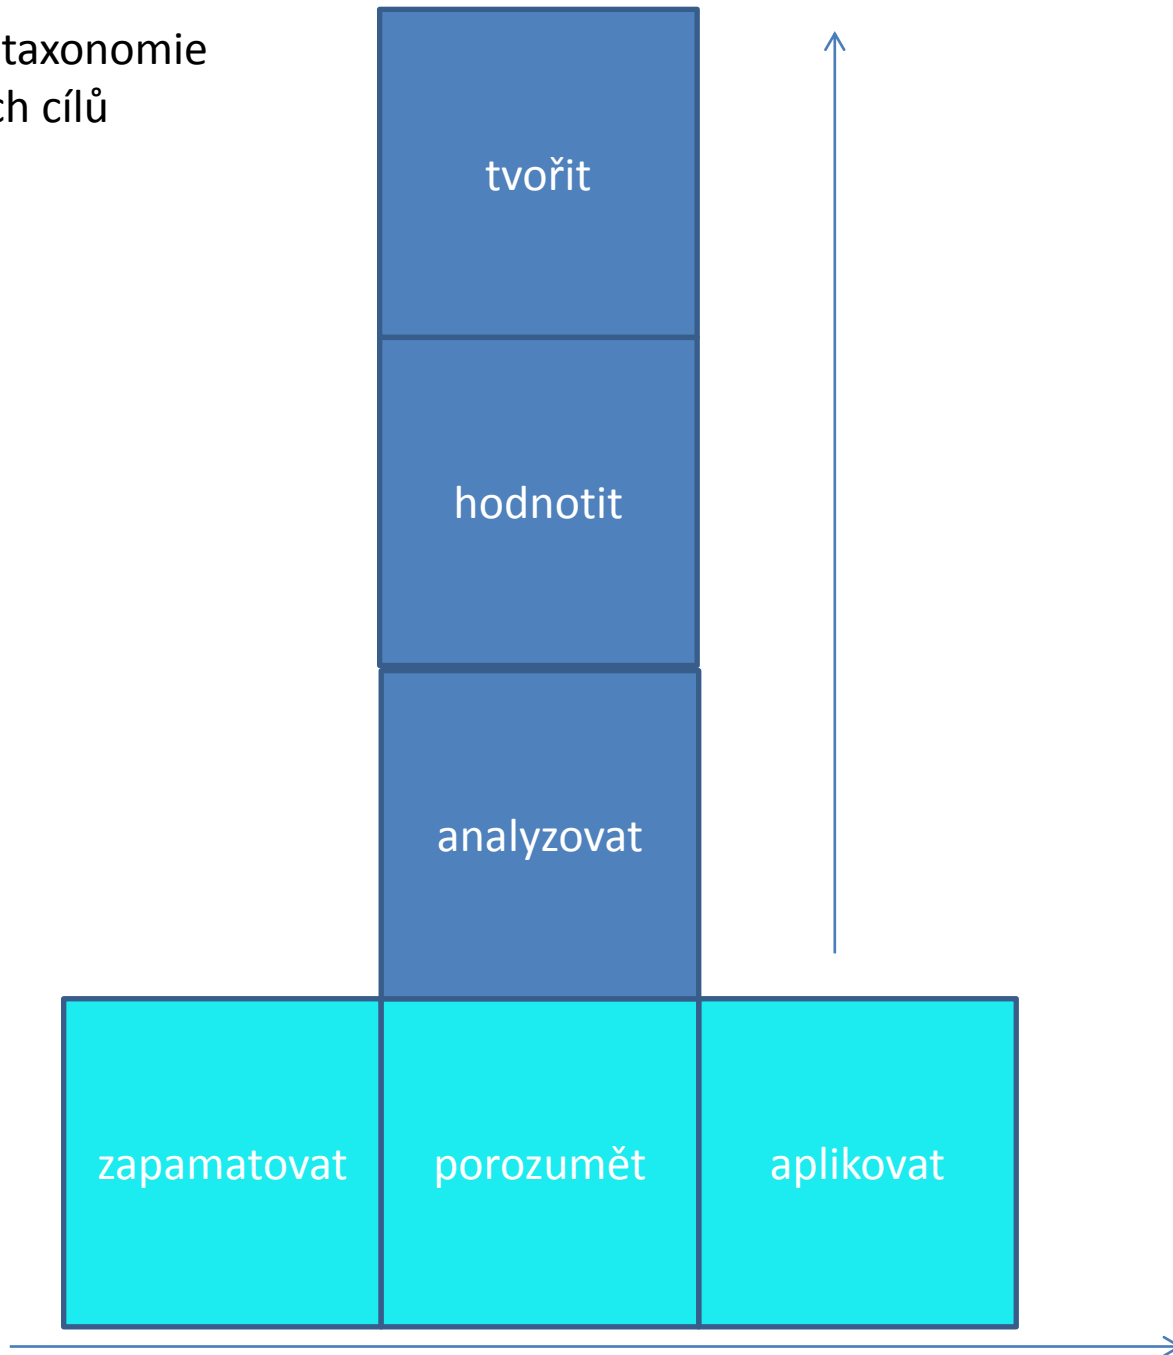 taxonomie
ch cílů
tvořit
hodnotit
analyzovat
zapamatovat porozumět aplikovat